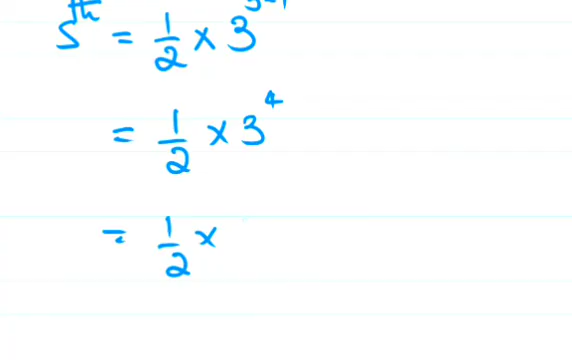 5th = 1/2 × 3^5-1
= 1/2 × 3^4
= 1/2 ×